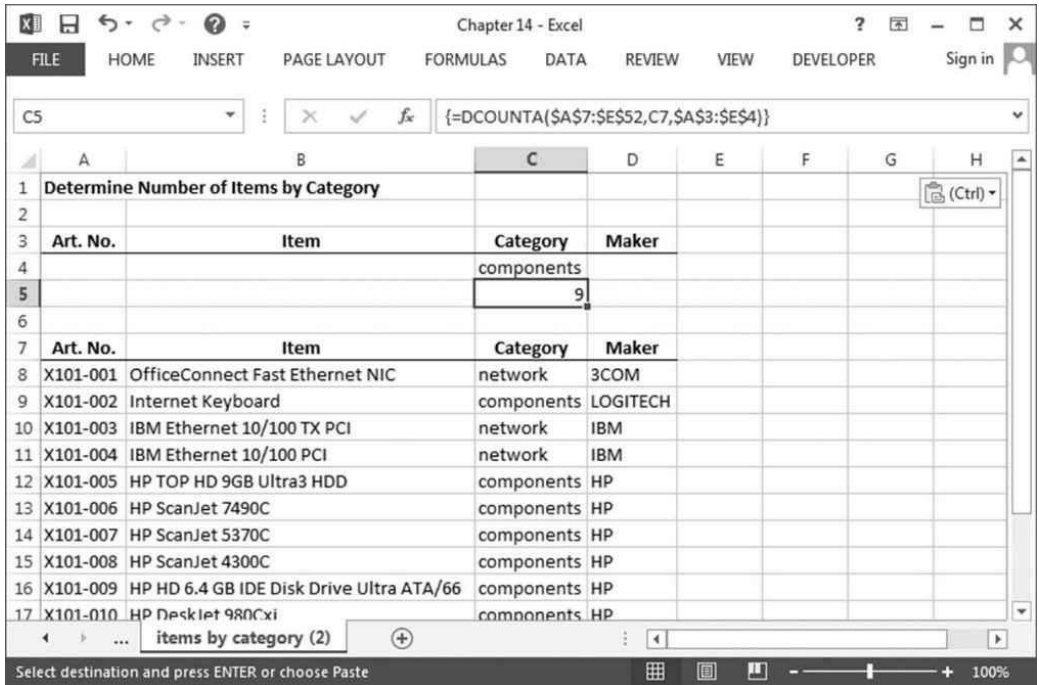 Chapter 14 - Excel
FILE HOME INSERT PAGE LAYOUT FORMULAS DATA REVIEW VIEW DEVELOPER Sign in
C5 fx {=DCOUNTA($A$7:$E$52,C7,$A$3:$E$4)}
A B C D E F G H
1 Determine Number of Items by Category
(Ctrl)
2
3 Art. No. Item Category Maker
4 components
5 9
6
7 Art. No. Item Category Maker
8 X101-001 OfficeConnect Fast Ethernet NIC network 3COM
9 X101-002 Internet Keyboard components LOGITECH
10 X101-003 IBM Ethernet 10/100 TX PCI network IBM
11 X101-004 IBM Ethernet 10/100 PCI network IBM
12 X101-005 HP TOP HD 9GB Ultra3 HDD components HP
13 X101-006 HP ScanJet 7490C components HP
14 X101-007 HP ScanJet 5370C components HP
15 X101-008 HP ScanJet 4300C components HP
16 X101-009 HP HD 6.4 GB IDE Disk Drive Ultra ATA/66 components HP
17 X101-010 HP DeskJet 980Cxi components HP
... items by category (2)
Select destination and press ENTER or choose Paste 100%